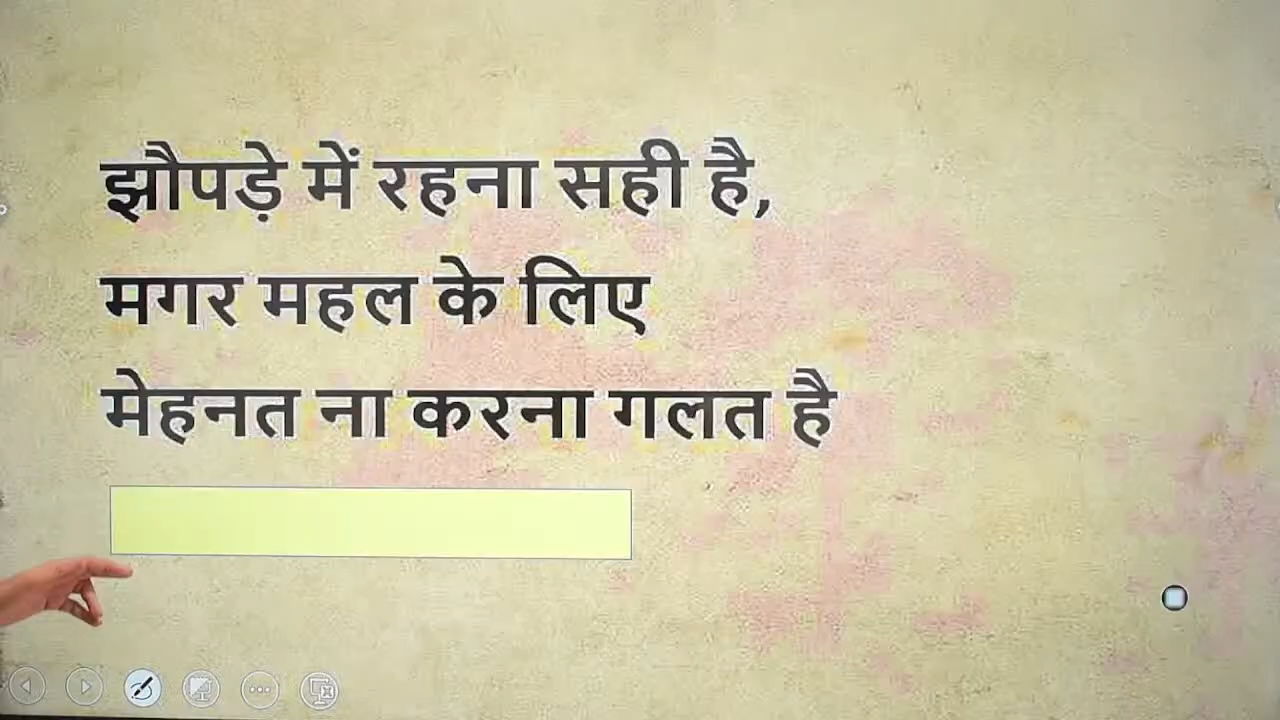 झौपड़े में रहना सही है,
मगर महल के लिए
मेहनत ना करना गलत है